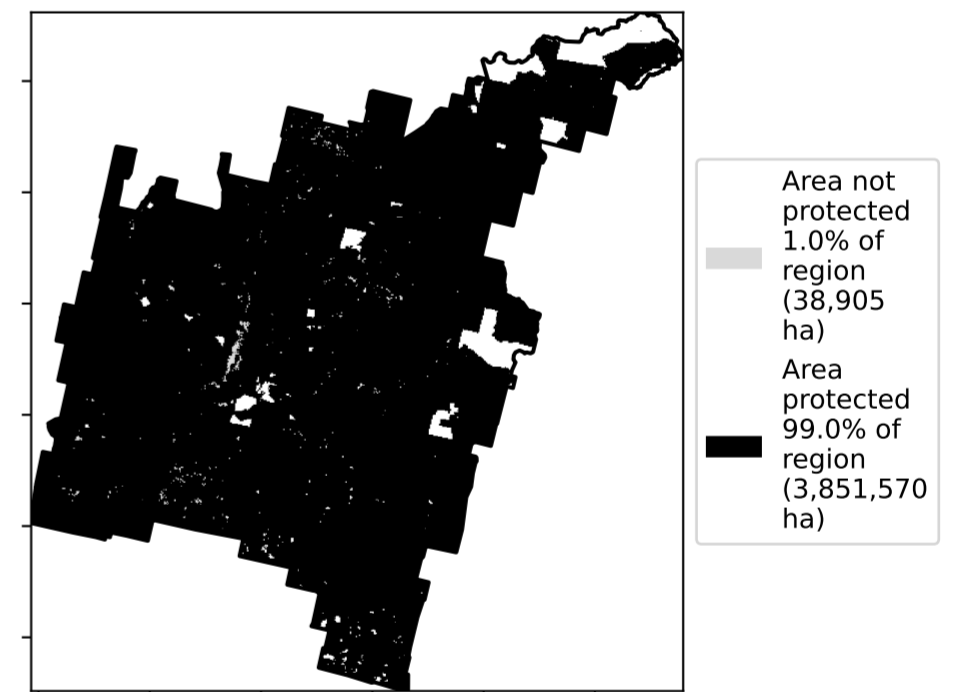 Area not
protected
1.0% of
region
(38,905
ha)
Area
protected
99.0% of
region
(3,851,570
ha)